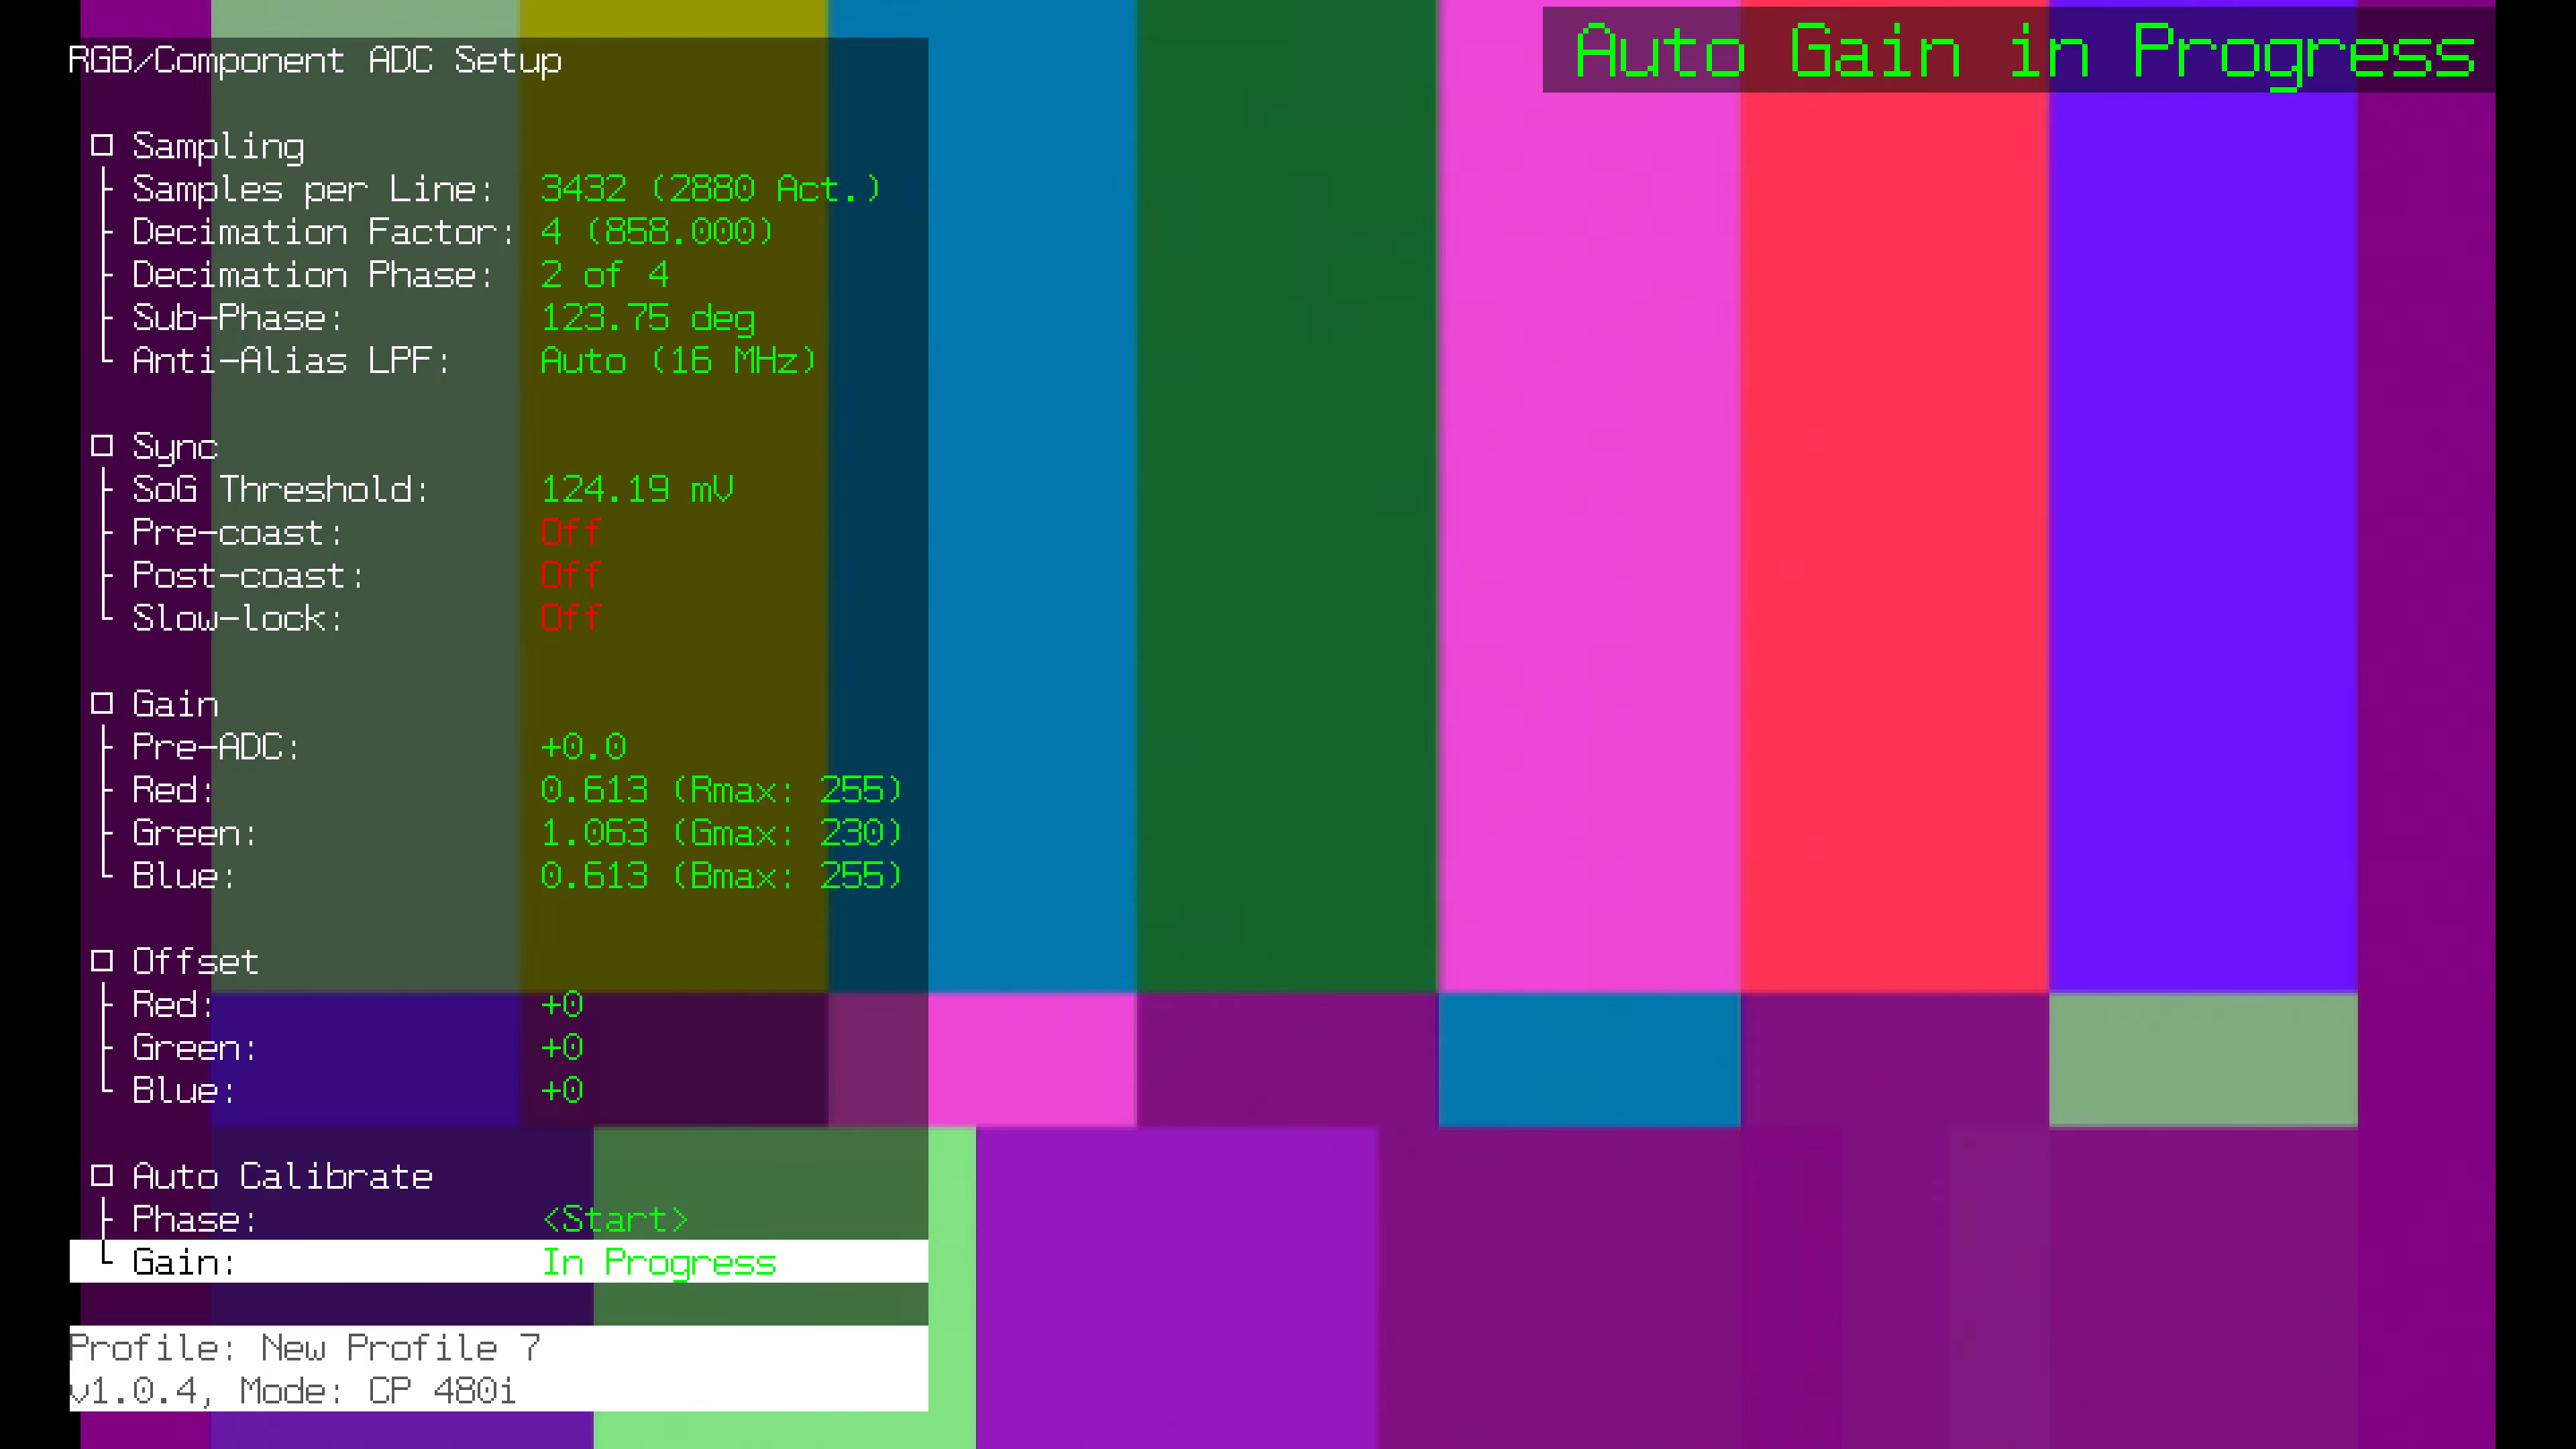 RGB/Component ADC Setup
Auto Gain in Progress
Sampling
Samples per Line: 3432 (2880 Act.)
Decimation Factor: 4 (858.000)
Decimation Phase: 2 of 4
Sub-Phase: 123.75 deg
Anti-Alias LPF: Auto (16 MHz)
Sync
SoG Threshold: 124.19 mV
Pre-coast: Off
Post-coast: Off
Slow-lock: Off
Gain
Pre-ADC: +0.0
Red: 0.613 (Rmax: 255)
Green: 1.063 (Gmax: 230)
Blue: 0.613 (Bmax: 255)
Offset
Red: +0
Green: +0
Blue: +0
Auto Calibrate
Phase: <Start>
Gain: In Progress
Profile: New Profile 7
v1.0.4, Mode: CP 480i